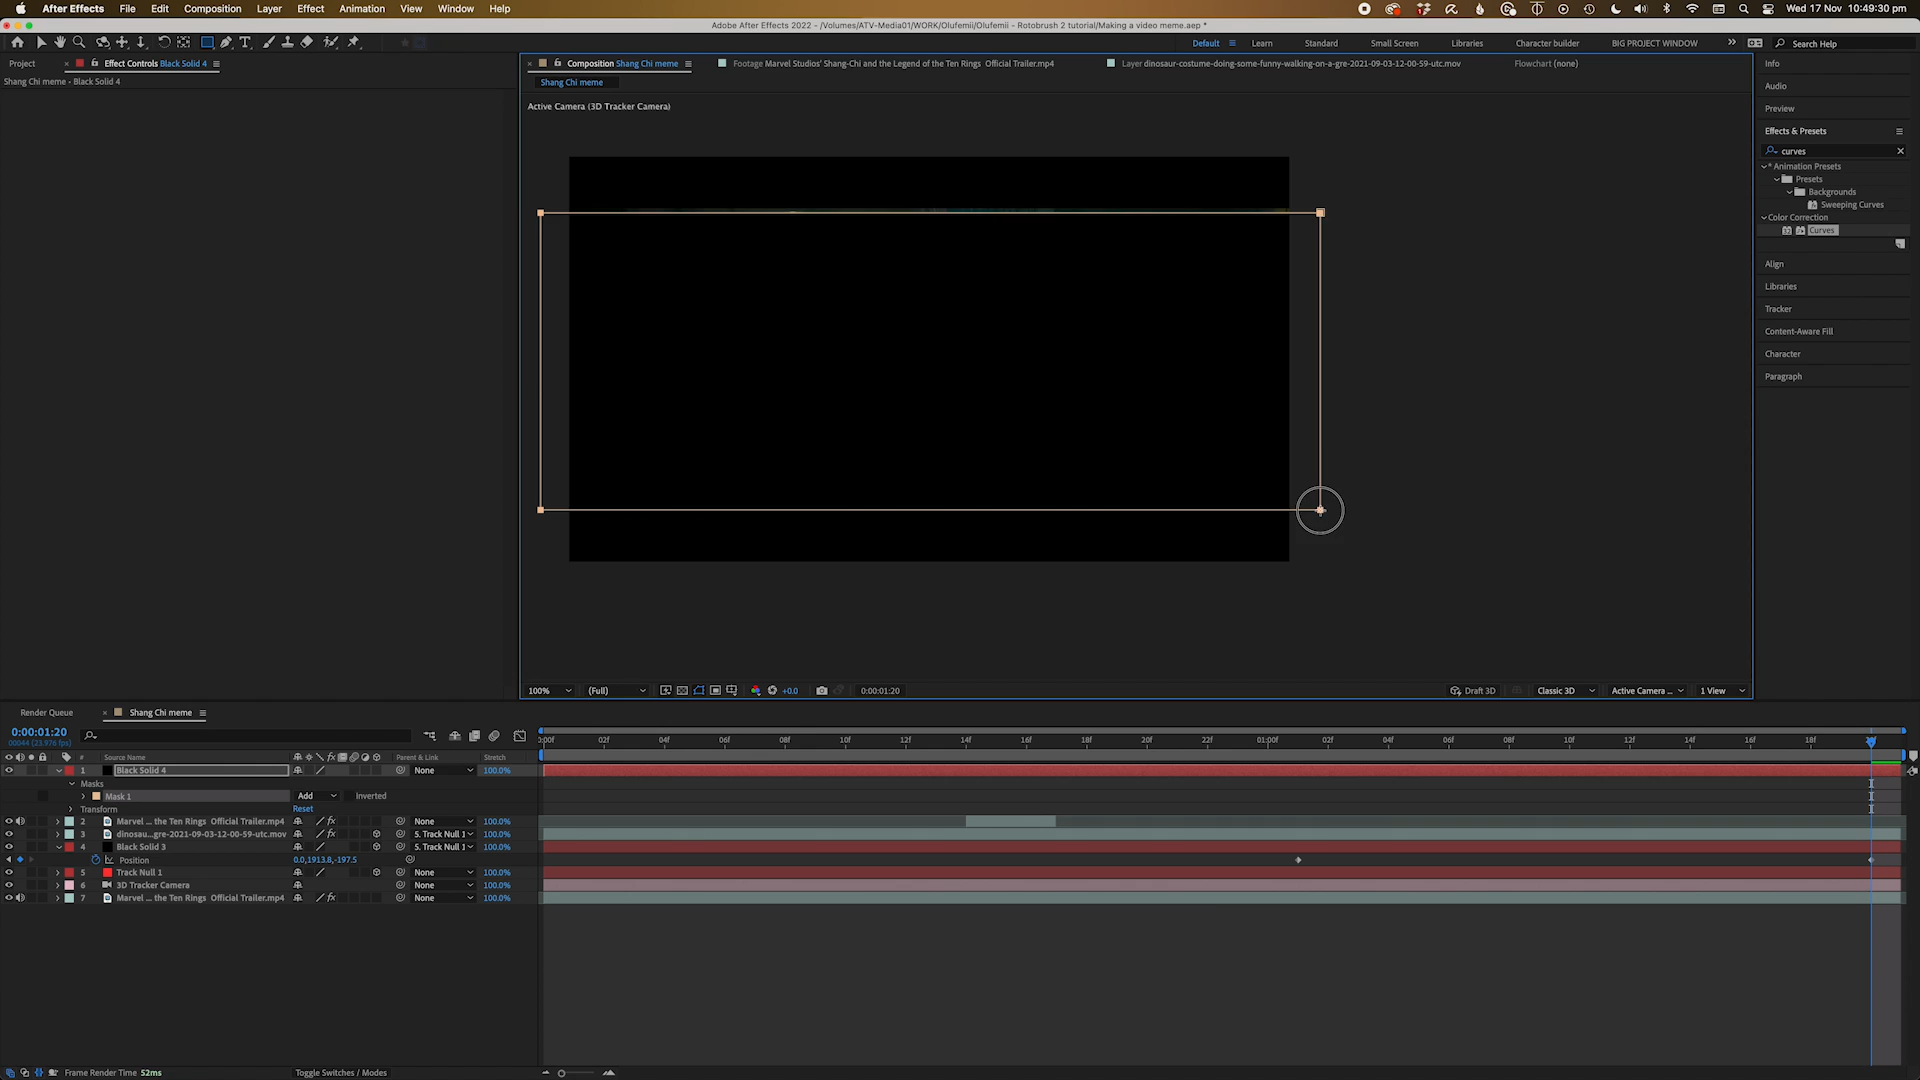 After Effects File Edit Composition Layer Effect Animation View Window Help Wed 17 Nov 10:49:30 pm
Adobe After Effects 2022 - /Volumes/ATV-Media01/WORK/Olufemii/Olufemii - Rotobrush 2 tutorial/Making a video meme.aep *
Default Learn Standard Small Screen Libraries Character builder BIG PROJECT WINDOW Search Help
Project Effect Controls Black Solid 4
Composition Shang Chi meme Footage Marvel Studios' Shang-Chi and the Legend of the Ten Rings Official Trailer.mp4 Layer dinosaur-costume-doing-some-funny-walking-on-a-gre-2021-09-03-12-00-59-utc.mov Flowchart (none)
Shang Chi meme - Black Solid 4
Shang Chi meme
Active Camera (3D Tracker Camera)
Info
Audio
Preview
Effects & Presets
curves
* Animation Presets
Presets
Backgrounds
Sweeping Curves
Color Correction
Curves
Align
Libraries
Tracker
Content-Aware Fill
Character
Paragraph
100% (Full) +0.0 0:00:01:20 Draft 3D Classic 3D Active Camera ... 1 View
Render Queue Shang Chi meme
0:00:01:20
00044 (23.976 fps)
0:00f 02f 04f 06f 08f 10f 12f 14f 16f 18f 20f 22f 01:00f 02f 04f 06f 08f 10f 12f 14f 16f 18f
# Source Name Parent & Link Stretch
1 Black Solid 4 None 100.0%
Masks
Mask 1 Add Inverted
Transform Reset
2 Marvel ... the Ten Rings Official Trailer.mp4 None 100.0%
3 dinosau...gre-2021-09-03-12-00-59-utc.mov 5. Track Null 1 100.0%
4 Black Solid 3 5. Track Null 1 100.0%
Position 0.0,1913.8,-197.5
5 Track Null 1 None 100.0%
6 3D Tracker Camera None 100.0%
7 Marvel ... the Ten Rings Official Trailer.mp4 None 100.0%
Frame Render Time 52ms Toggle Switches / Modes